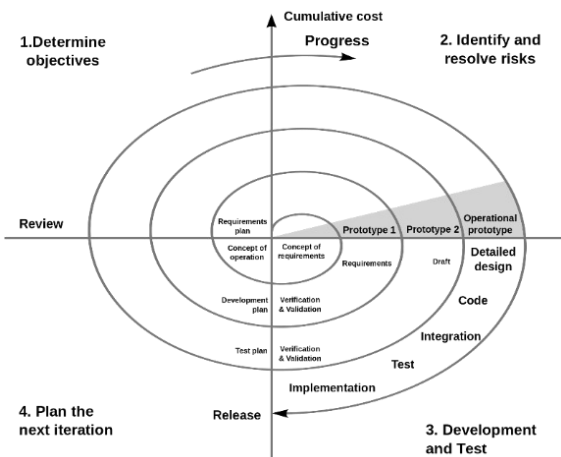 Cumulative cost
Progress
1.Determine
objectives
2. Identify and
resolve risks
Review
Requirements
plan
Prototype 1
Prototype 2
Operational
prototype
Concept of
operation
Concept of
requirements
Requirements
Draft
Detailed
design
Development
plan
Verification
& Validation
Code
Integration
Test plan
Verification
& Validation
Test
Implementation
Release
4. Plan the
next iteration
3. Development
and Test